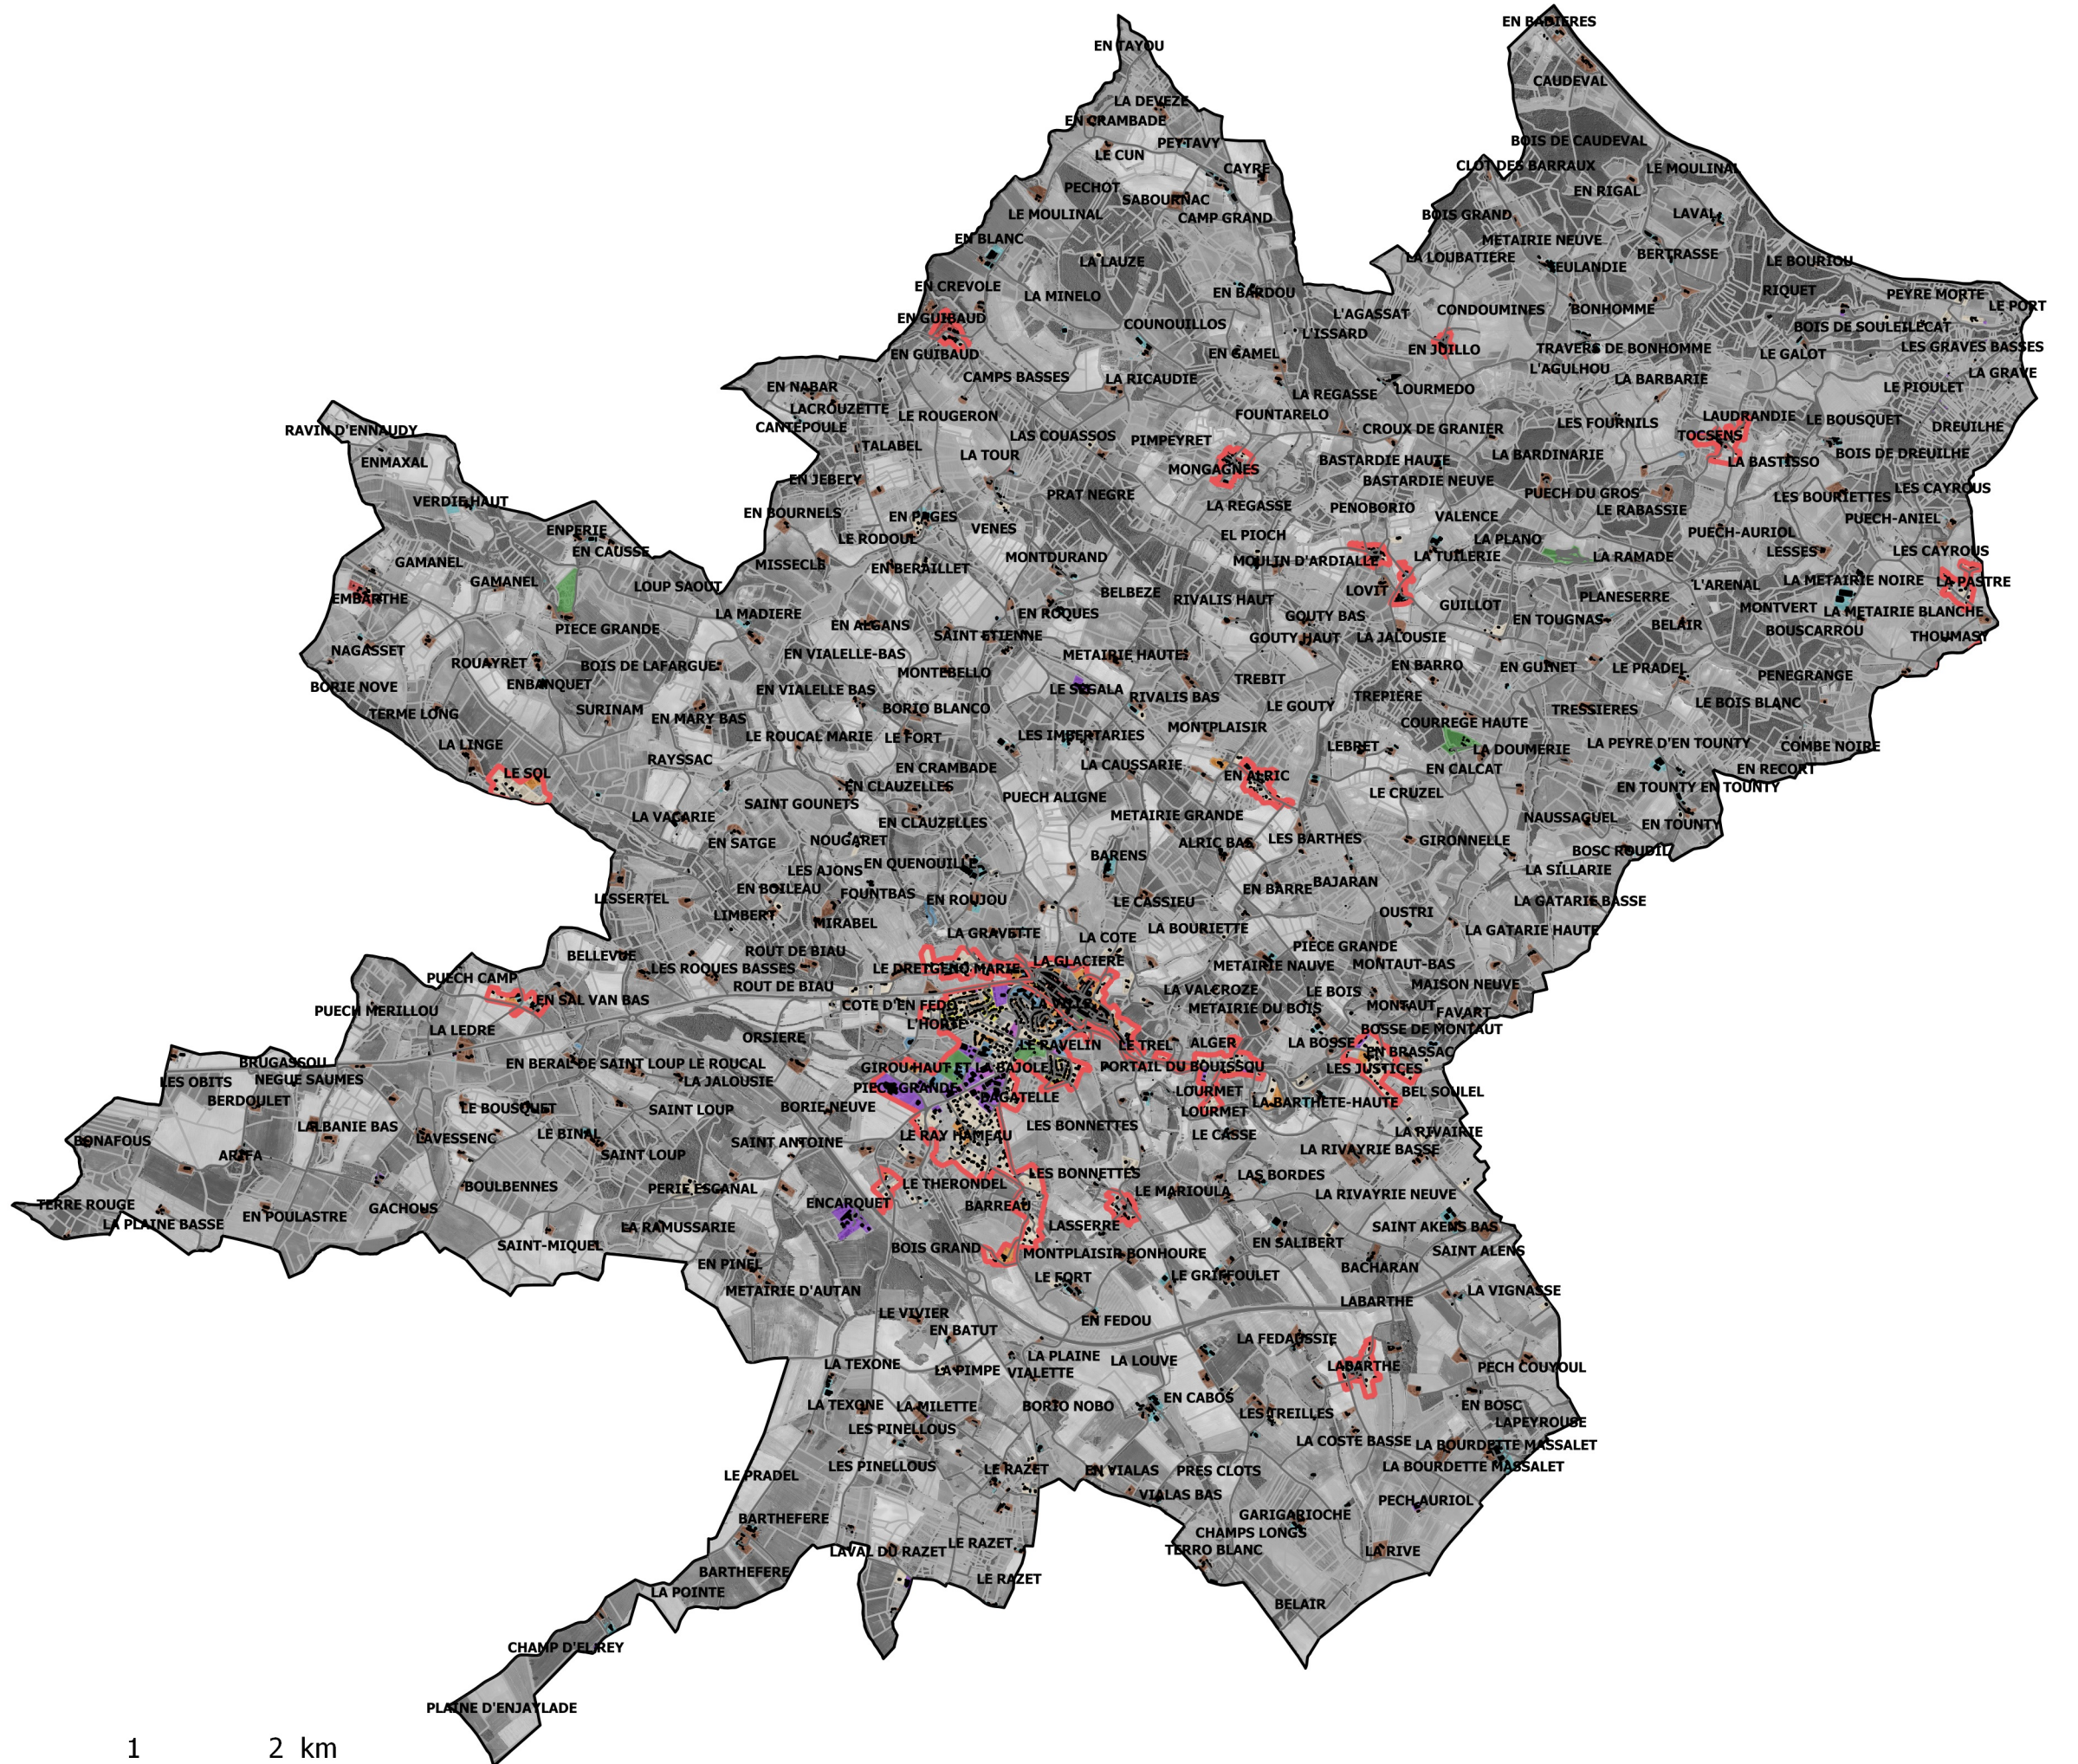 EN BADIERES
EN TAYOU
CAUDEVAL
LA DEVEZE
EN CRAMBADE
PEYTAVY
BOIS DE CAUDEVAL
LE CUN
CLOT DES BARRAUX
LE MOULINAL
CAYRE
PECHOT
EN RIGAL
SABOURNAC
LE MOULINAL
CAMP GRAND
BOIS GRAND
LAVAL
EN BLANC
METAIRIE NEUVE
LA LOUBATIERE
BERTRASSE
LA LAUZE
LE BOURIOU
EN CREVOLE
LA MINELO
EN BARDOU
RIQUET
PEYRE MORTE
LE PORT
EN GUIBAUD
COUNOUILLOS
L'AGASSAT
CONDOUMINES
BONHOMME
L'ISSARD
EN GUIBAUD
EN GAMEL
EN JUILLO
TRAVERS DE BONHOMME
LE GALOT
LES GRAVES BASSES
L'AGULHOU
CAMPS BASSES
LA RICAUDIE
LA BARBARIE
LA GRAVE
EN NABAR
LA REGASSE
LOURMEDO
LE PIOULET
LACROUZETTE
LE ROUGERON
FOUNTARELO
LAUDRANDIE
LE BOUSQUET
CANTEPOULE
CROUX DE GRANIER
LES FOURNILS
DREUILHE
RAVIN D'ENNAUDY
LAS COUASSOS
PIMPEYRET
TOCSENS
TALABEL
LA TOUR
LA BARDINARIE
BOIS DE DREUILHE
ENMAXAL
MONGAGNES
BASTARDIE HAUTE
LA BASTISSO
EN JEBELY
BASTARDIE NEUVE
LES CAYROUS
PRAT NEGRE
PUECH DU GROS
LES BOURIETTES
VERDIE HAUT
LA REGASSE
PENOBORIO
LE RABASSIE
EN BOURNELS
EN PAGES
VALENCE
PUECH-ANIEL
ENPERIE
VENES
EL PIOCH
LA PLANO
PUECH-AURIOL
LE RODOUL
EN CAUSSE
MONTDURAND
LA TUILERIE
LA RAMADE
LESSES
LES CAYROUS
GAMANEL
MISSECLE
EN BERAILLET
MOULIN D'ARDIALLE
GAMANEL
LOUP SAOUT
LA METAIRIE NOIRE
LA PASTRE
L'ARENAL
EMBARTHE
BELBEZE
RIVALIS HAUT
LOVIT
PLANESERRE
GUILLOT
MONTVERT
LA METAIRIE BLANCHE
LA MADIERE
EN ROQUES
GOUTY BAS
EN TOUGNAS
PIECE GRANDE
EN ALGANS
SAINT ETIENNE
BELAIR
BOUSCARROU
THOUMASY
GOUTY HAUT
LA JALOUSIE
NAGASSET
EN VIALELLE-BAS
METAIRIE HAUTE
ROUAYRET
BOIS DE LAFARGUE
EN BARRO
EN GUINET
LE PRADEL
MONTEBELLO
PENEGRANGE
BORIE NOVE
ENBANQUET
EN VIALELLE BAS
LE SEGALA
RIVALIS BAS
TREBIT
TREPIERE
LE BOIS BLANC
TERME LONG
SURINAM
EN MARY BAS
BORIO BLANCO
LE GOUTY
TRESSIERES
COURREGE HAUTE
LE ROUCAL MARIE
LE FORT
LES IMBERTARIES
MONTPLAISIR
LA LINGE
LEBRET
LA DOUMERIE
LA PEYRE D'EN TOUNTY
COMBE NOIRE
RAYSSAC
LA CAUSSARIE
EN CRAMBADE
EN CALCAT
EN RECORT
LE SOL
EN ALRIC
EN CLAUZELLES
EN TOUNTY
EN TOUNTY
PUECH ALIGNE
LE CRUZEL
SAINT GOUNETS
LA VACARIE
METAIRIE GRANDE
NAUSSAGUEL
EN TOUNTY
EN CLAUZELLES
EN SATGE
NOUGARET
ALRIC BAS
LES BARTHES
GIRONNELLE
BARENS
BOSC ROUDIL
LES AJONS
EN QUENOUILLE
LA SILLARIE
EN BOILEAU
FOUNTBAS
EN BARRE
BAJARAN
LISSERTEL
EN ROUJOU
LE CASSIEU
LA GATARIE BASSE
LIMBERT
MIRABEL
OUSTRI
LA GRAVETTE
LA COTE
LA BOURIETTE
LA GATARIE HAUTE
BELLEVUE
ROUT DE BIAU
PIECE GRANDE
LES ROQUES BASSES
LA GLACIERE
METAIRIE NAUVE
MONTAUT-BAS
PUECH CAMP
ROUT DE BIAU
LA VALCROZE
LE BOIS
MAISON NEUVE
EN SAL VAN BAS
COTE D'EN FEDO
LA VILLE
METAIRIE DU BOIS
MONTAUT
FAVART
PUECH MERILLOU
L'HORTE
LA LEDRE
ORSIERE
BOSSE DE MONTAUT
LE RAVELIN
LE TREL
ALGER
LA BOSSE
EN BRASSAC
BRUGASSOU
EN BERAL DE SAINT LOUP
LE ROUCAL
GIROU HAUT ET LA BAJOLE
PORTAIL DU BOUISSOU
LES JUSTICES
LES OBITS
NEGUE SAUMES
LA JALOUSIE
PIECE GRANDE
BERDOULET
BAGATELLE
LOURMET
BEL SOULEL
LE BOUSQUET
SAINT LOUP
BORIE NEUVE
LOURMET
LA BARTHETE-HAUTE
LALBANIE BAS
LES BONNETTES
BONAFOUS
LAVESSENC
LE BINAL
SAINT ANTOINE
LE RAY HAMEAU
LE CASSE
LA RIVAIRIE
ARIFA
SAINT LOUP
LA RIVAYRIE BASSE
LES BONNETTES
BOULBENNES
PERIE ESCANAL
LE THERONDEL
LE MARIOULA
LAS BORDES
TERRE ROUGE
GACHOUS
ENCARQUET
BARREAU
LA RIVAYRIE NEUVE
LA PLAINE BASSE
EN POULASTRE
LA RAMUSSARIE
LASSERRE
SAINT AKENS BAS
SAINT-MIQUEL
BOIS GRAND
MONTPLAISIR-BONHOURE
EN SALIBERT
SAINT ALENS
EN PINEL
LE FORT
LE GRIFFOULET
BACHARAN
METAIRIE D'AUTAN
LA VIGNASSE
LE VIVIER
LABARTHE
EN BATUT
EN FEDOU
LA FEDAUSSIE
LA TEXONE
LA PIMPE
LA PLAINE
VIALETTE
LA LOUVE
LABARTHE
PECH COUYOUL
LA TEXONE
LA MILETTE
BORIO NOBO
EN CABOS
EN BOSC
LES PINELLOUS
LES TREILLES
LAPEYROUSE
LA COSTE BASSE
LA BOURDETTE MASSALET
LE PRADEL
LES PINELLOUS
LE RAZET
EN VIALAS
PRES CLOTS
LA BOURDETTE MASSALET
VIALAS BAS
PECH AURIOL
BARTHEFERE
GARIGARIOCHE
CHAMPS LONGS
LAVAL DU RAZET
LE RAZET
TERRO BLANC
LA RIVE
BARTHEFERE
LE RAZET
LA POINTE
BELAIR
CHAMP D'EL REY
PLAINE D'ENJAYLADE
1 2 km